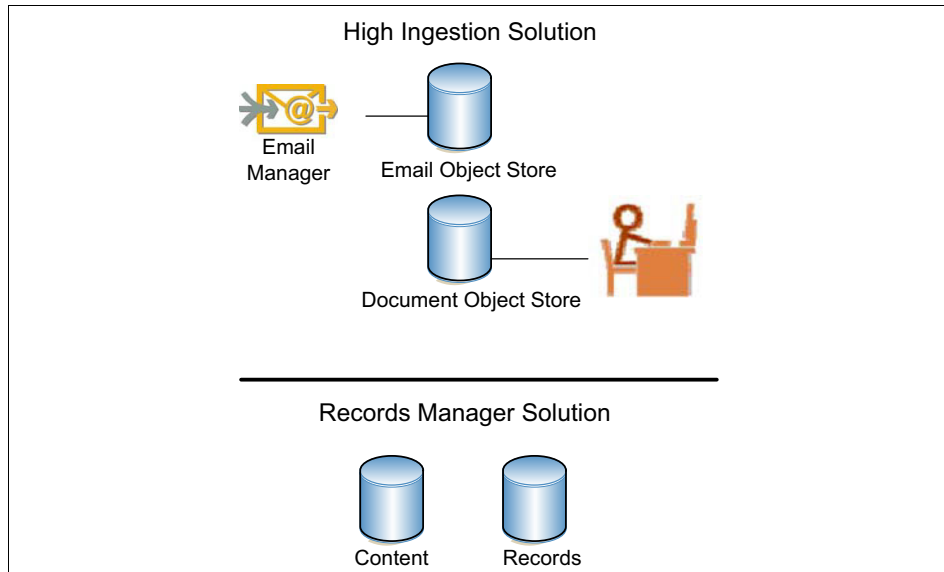 High Ingestion Solution
Email
Manager
Email Object Store
Document Object Store
Records Manager Solution
Content
Records